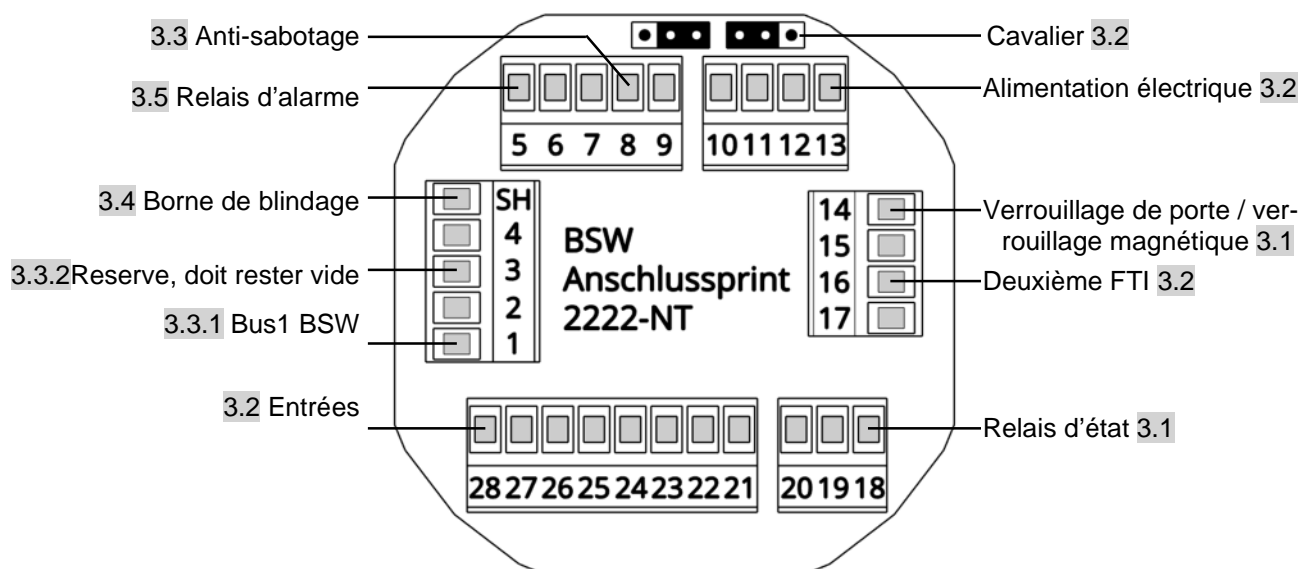 3.3 Anti-sabotage
Cavalier 3.2
3.5 Relais d'alarme
Alimentation électrique 3.2
5 6 7 8 9
10 11 12 13
3.4 Borne de blindage
SH
4
3
2
1
3.3.2Reserve, doit rester vide
3.3.1 Bus1 BSW
BSW
Anschlussprint
2222-NT
14
15
16
17
Verrouillage de porte / ver-
rouillage magnétique 3.1
Deuxième FTI 3.2
3.2 Entrées
Relais d'état 3.1
28 27 26 25 24 23 22 21
20 19 18